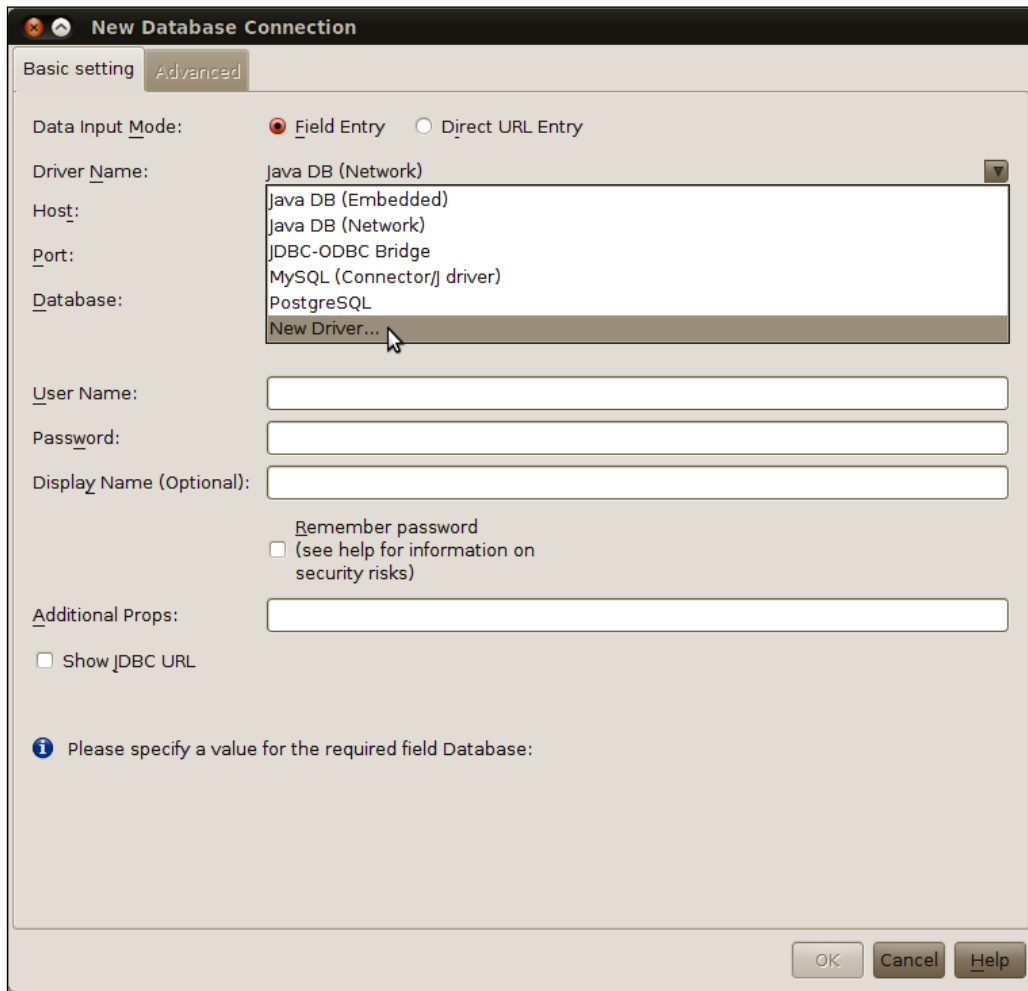 New Database Connection
Basic setting Advanced
Data Input Mode: Field Entry Direct URL Entry
Driver Name: Java DB (Network)
Java DB (Embedded)
Host:
Java DB (Network)
Port: JDBC-ODBC Bridge
MySQL (Connector/J driver)
Database: PostgreSQL
New Driver...
User Name:
Password:
Display Name (Optional):
Remember password
(see help for information on
security risks)
Additional Props:
Show JDBC URL
Please specify a value for the required field Database:
OK Cancel Help